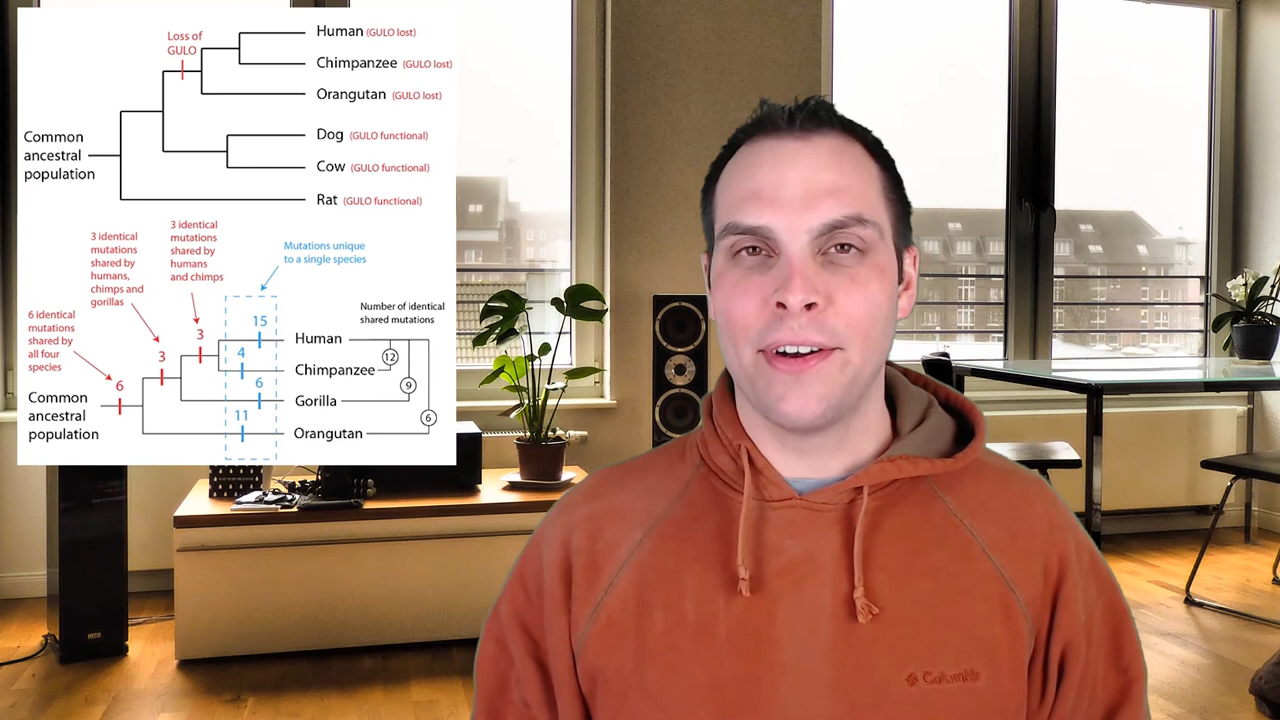 Loss of
GULO
Human (GULO lost)
Chimpanzee (GULO lost)
Orangutan (GULO lost)
Common
ancestral
population
Dog (GULO functional)
Cow (GULO functional)
Rat (GULO functional)
3 identical
mutations
shared by
humans,
chimps and
gorillas
3 identical
mutations
shared by
humans
and chimps
Mutations unique
to a single species
6 identical
mutations
shared by
all four
species
Number of identical
shared mutations
15
Human
3
4
12
Chimpanzee
3
6
9
Gorilla
6
11
6
Orangutan
Common
ancestral
population
HECO
Columbia